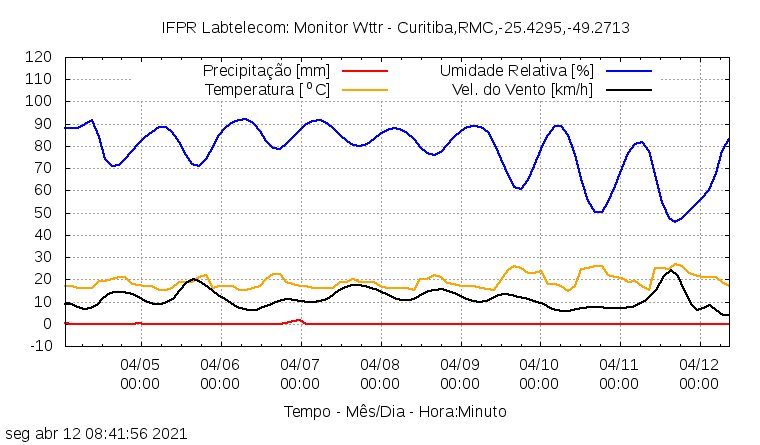 IFPR Labtelecom: Monitor Wttr - Curitiba,RMC,-25.4295,-49.2713
Precipitação [mm]
Umidade Relativa [%]
Temperatura [⁰C]
Vel. do Vento [km/h]
120
110
100
90
80
70
60
50
40
30
20
10
0
-10
04/05 04/06 04/07 04/08 04/09 04/10 04/11 04/12
00:00 00:00 00:00 00:00 00:00 00:00 00:00 00:00
Tempo - Mês/Dia - Hora:Minuto
seg abr 12 08:41:56 2021